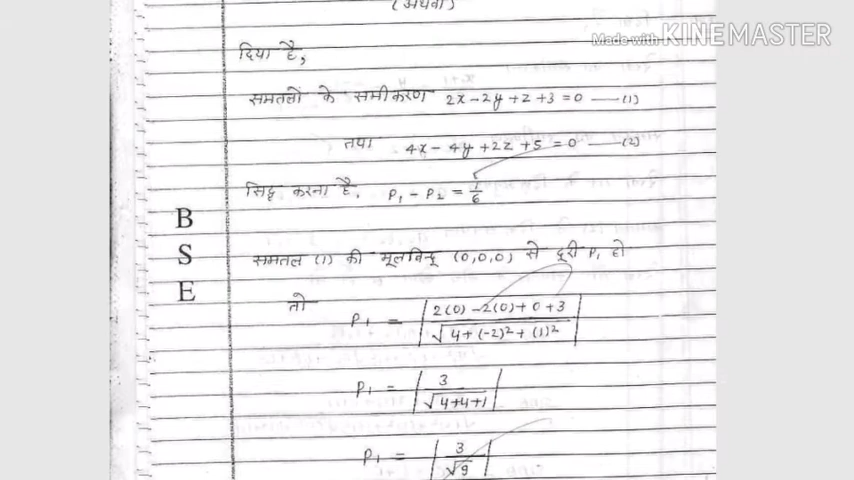 (अथवा)
Made with KINEMASTER
दिया है,
समतलों के समीकरण 2x - 2y + z + 3 = 0 —— (1)
तथा 4x - 4y + 2z + 5 = 0 —— (2)
सिद्ध करना है, P₁ - P₂ = 1/6
B
S
E
समतल (1) की मूलबिन्दू (0,0,0) से दूरी P₁ हो
तो P₁ = |2(0) - 2(0) + 0 + 3 / √4 + (-2)² + (1)²|
P₁ = |3 / √4+4+1|
P₁ = |3 / √9|